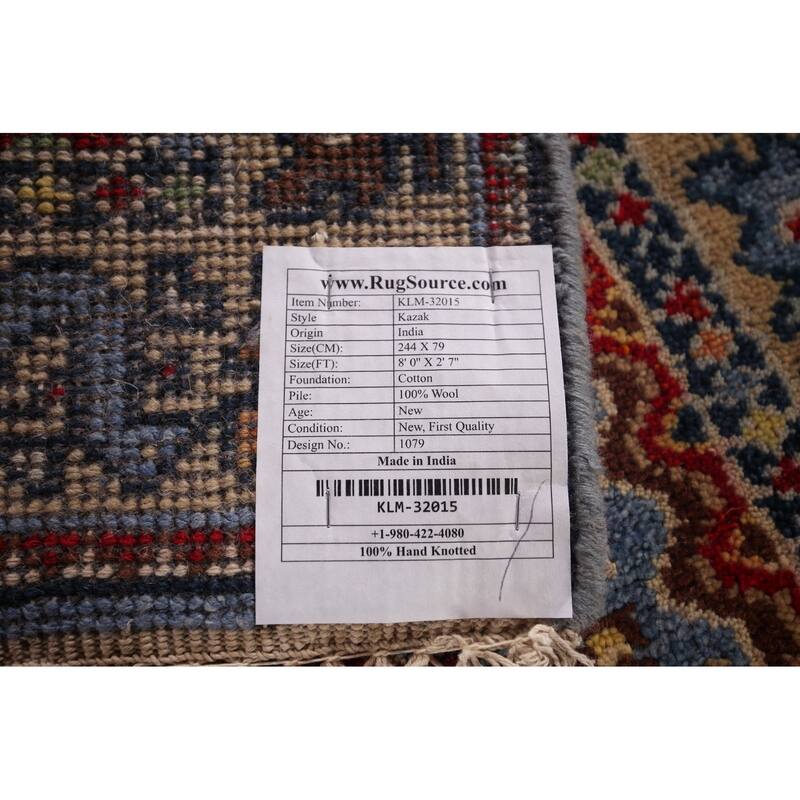 www.RugSource.com
Item Number: KLM-32015
Style Kazak
Origin India
Size(CM): 244 X 79
Size(FT): 8' 0" X 2' 7"
Foundation: Cotton
Pile: 100% Wool
Age: New
Condition: New, First Quality
Design No.: 1079
Made in India
KLM-32015
+1-980-422-4080
100% Hand Knotted